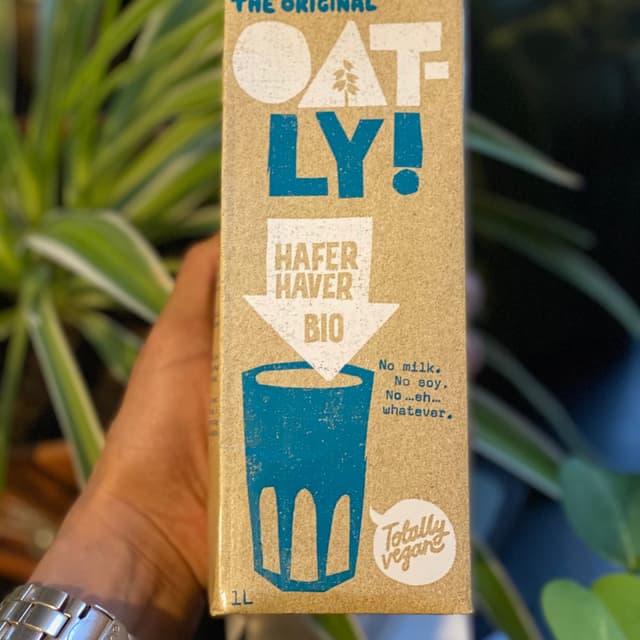 THE ORIGINAL
OAT-
LY!
HAFER
HAVER
BIO
No milk.
No soy.
No ...eh...
whatever.
Totally
vegan
1L